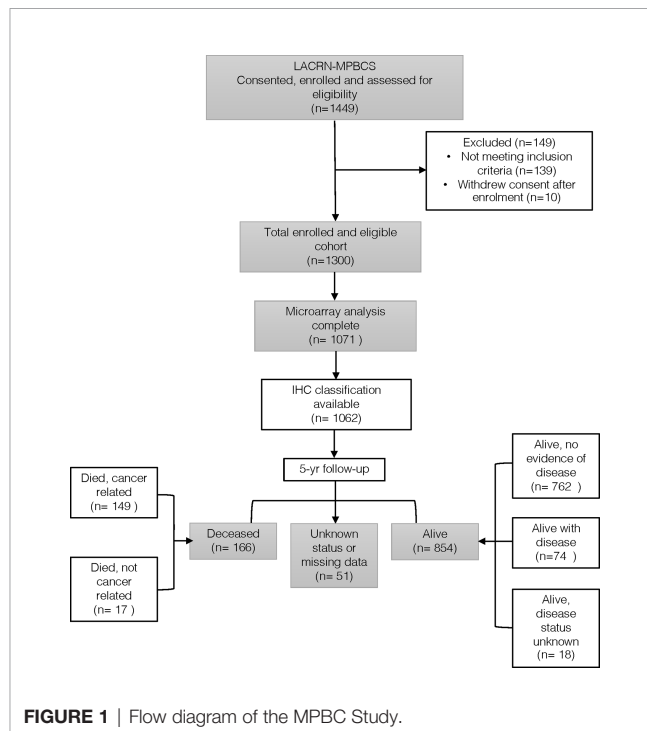 LACRN-MPBCS
Consented, enrolled and assessed for
eligibility
(n=1449)
Excluded (n=149)
• Not meeting inclusion
criteria (n=139)
• Withdrew consent after
enrolment (n=10)
Total enrolled and eligible
cohort
(n=1300)
Microarray analysis
complete
(n= 1071 )
IHC classification
available
(n= 1062)
5-yr follow-up
Died, cancer
related
(n= 149 )
Died, not
cancer
related
(n= 17 )
Deceased
(n= 166)
Unknown
status or
missing data
(n= 51)
Alive
(n= 854)
Alive, no
evidence of
disease
(n= 762 )
Alive with
disease
(n=74 )
Alive,
disease
status
unknown
(n= 18)
FIGURE 1 | Flow diagram of the MPBC Study.